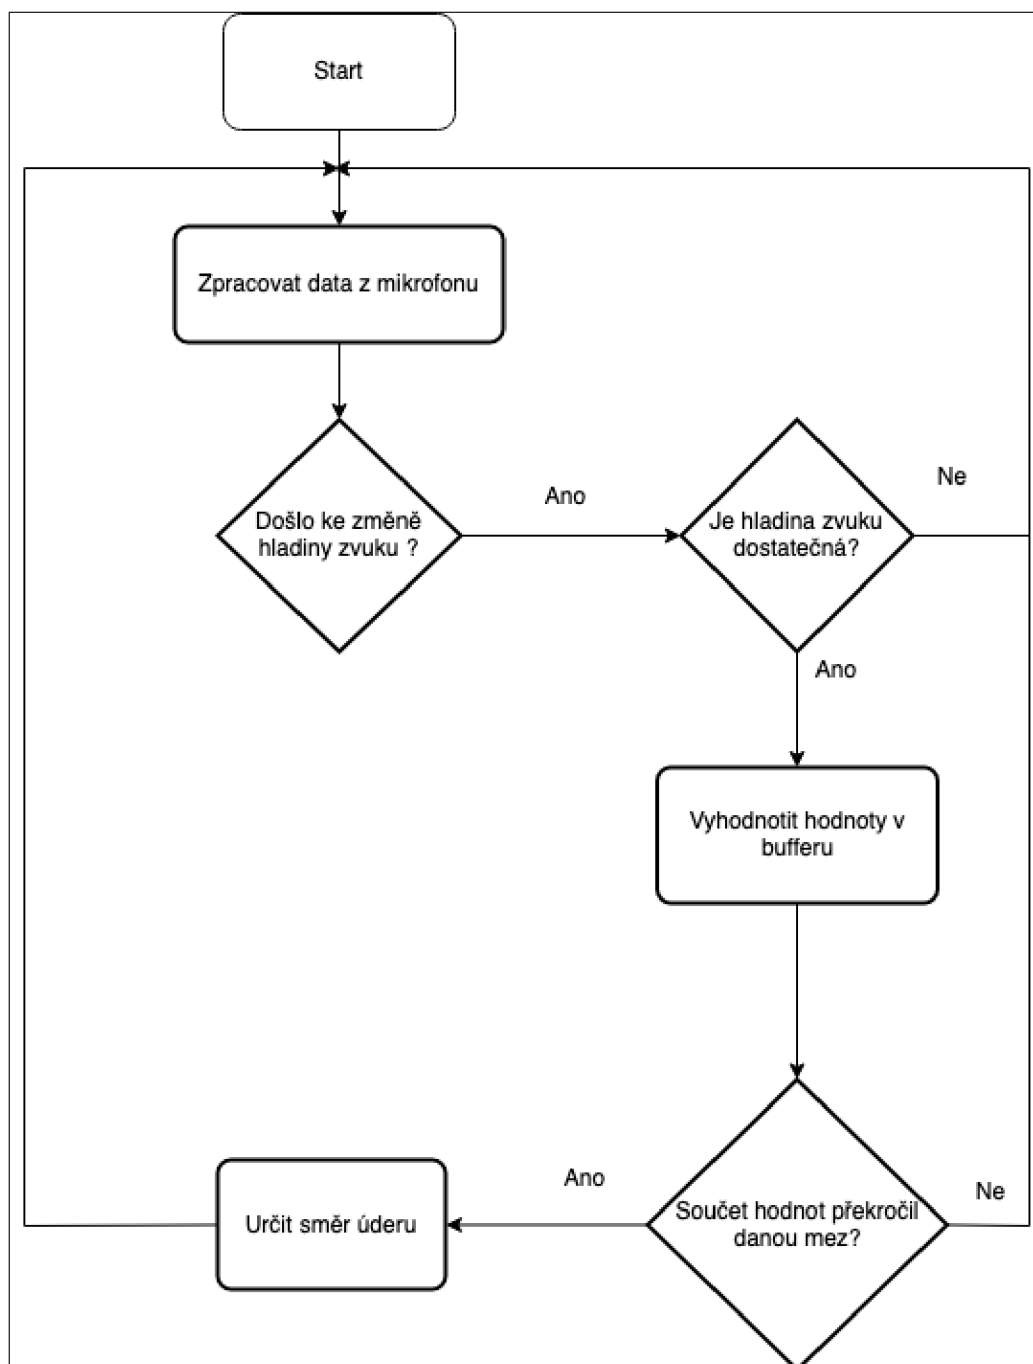 Start
Zpracovat data z mikrofonu
Došlo ke změně
hladiny zvuku ?
Ano
Je hladina zvuku
dostatečná?
Ne
Ano
Vyhodnotit hodnoty v
bufferu
Součet hodnot překročil
danou mez?
Ne
Ano
Určit směr úderu